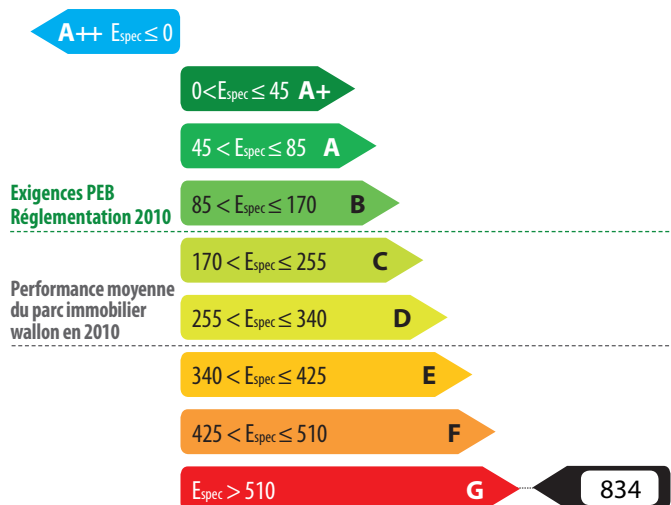 A++ Espec ≤ 0
0<Espec ≤ 45 A+
45 < Espec ≤ 85 A
Exigences PEB
Réglementation 2010
85 < Espec ≤ 170 B
170 < Espec ≤ 255 C
Performance moyenne
du parc immobilier
wallon en 2010
255 < Espec ≤ 340 D
340 < Espec ≤ 425 E
425 < Espec ≤ 510 F
Espec > 510 G
834